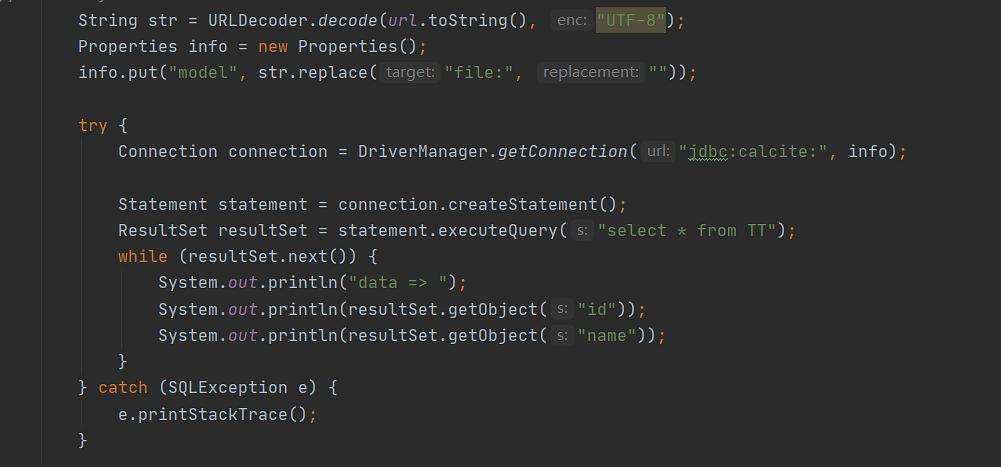 String str = URLDecoder.decode(url.toString(), enc: "UTF-8");
Properties info = new Properties();
info.put("model", str.replace( target: "file:", replacement: ""));
try {
Connection connection = DriverManager.getConnection( url: "jdbc:calcite:", info);
Statement statement = connection.createStatement();
ResultSet resultSet = statement.executeQuery( s: "select * from TT");
while (resultSet.next()) {
System.out.println("data => ");
System.out.println(resultSet.getObject( s: "id"));
System.out.println(resultSet.getObject( s: "name"));
}
} catch (SQLException e) {
e.printStackTrace();
}